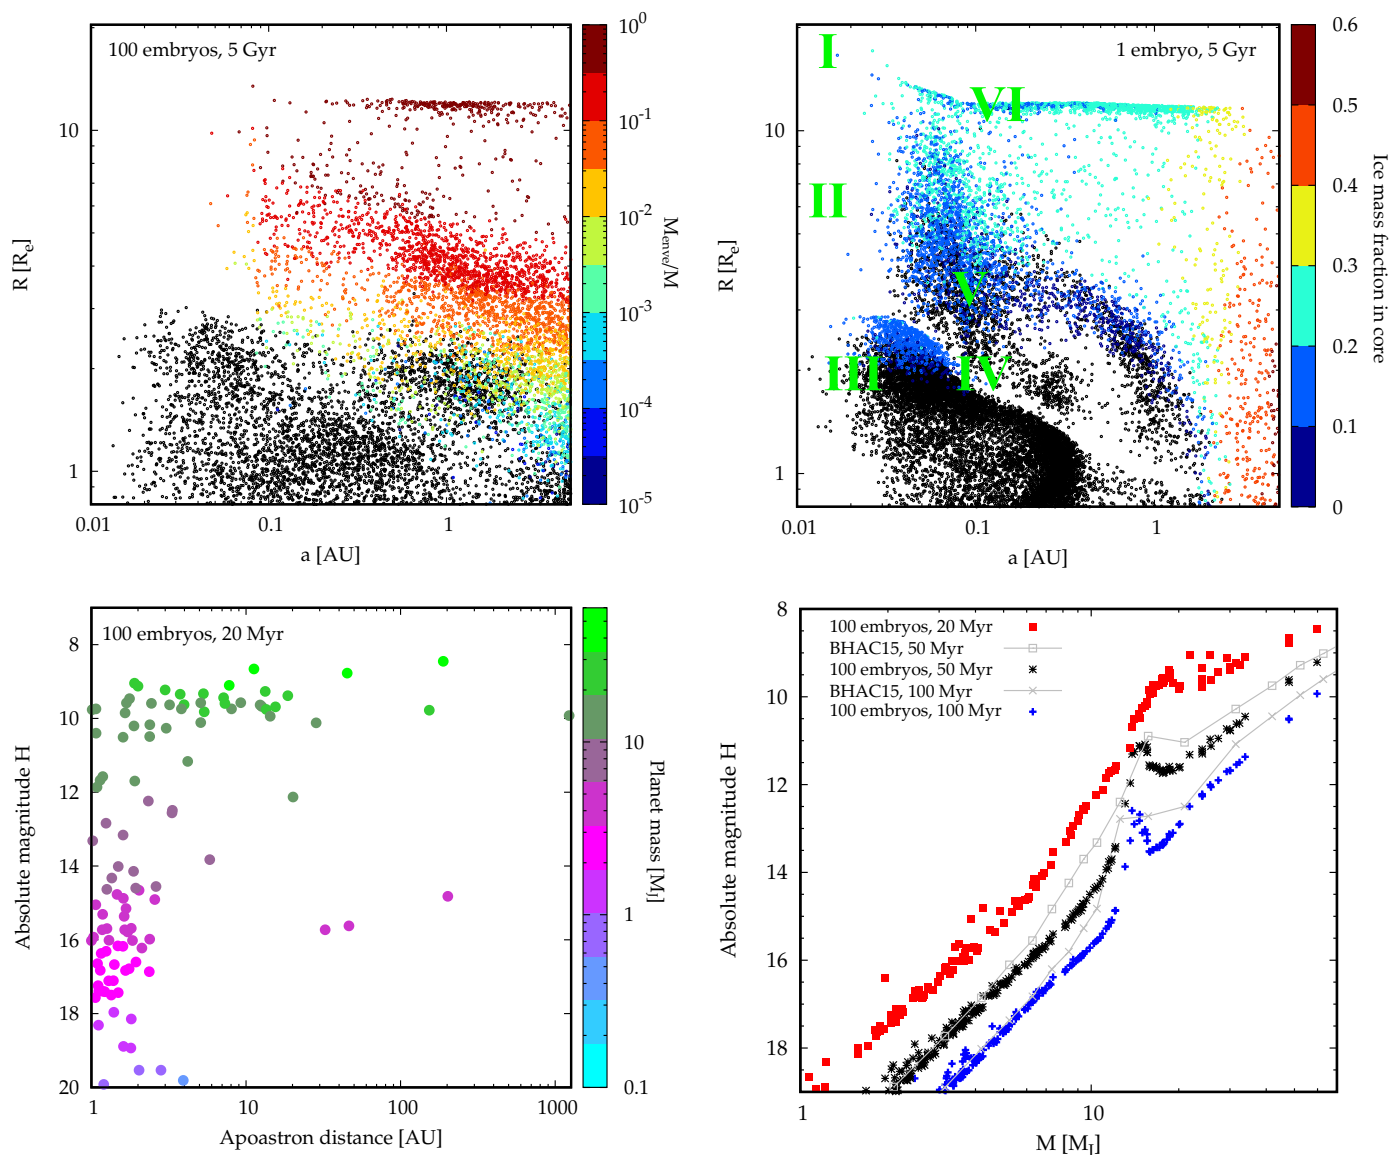 100 embryos, 5 Gyr
10
1
R [Rₑ]
0.01
0.1
1
a [AU]
10⁰
10⁻¹
10⁻²
10⁻³
10⁻⁴
10⁻⁵
Mₑₙᵥₑ/M
1 embryo, 5 Gyr
I
II
III
IV
V
VI
10
1
R [Rₑ]
0.01
0.1
1
a [AU]
0.6
0.5
0.4
0.3
0.2
0.1
0
Ice mass fraction in core
100 embryos, 20 Myr
8
10
12
14
16
18
20
Absolute magnitude H
1
10
100
1000
Apoastron distance [AU]
10
1
0.1
Planet mass [M_J]
100 embryos, 20 Myr
BHAC15, 50 Myr
100 embryos, 50 Myr
BHAC15, 100 Myr
100 embryos, 100 Myr
8
10
12
14
16
18
Absolute magnitude H
1
10
M [M_J]